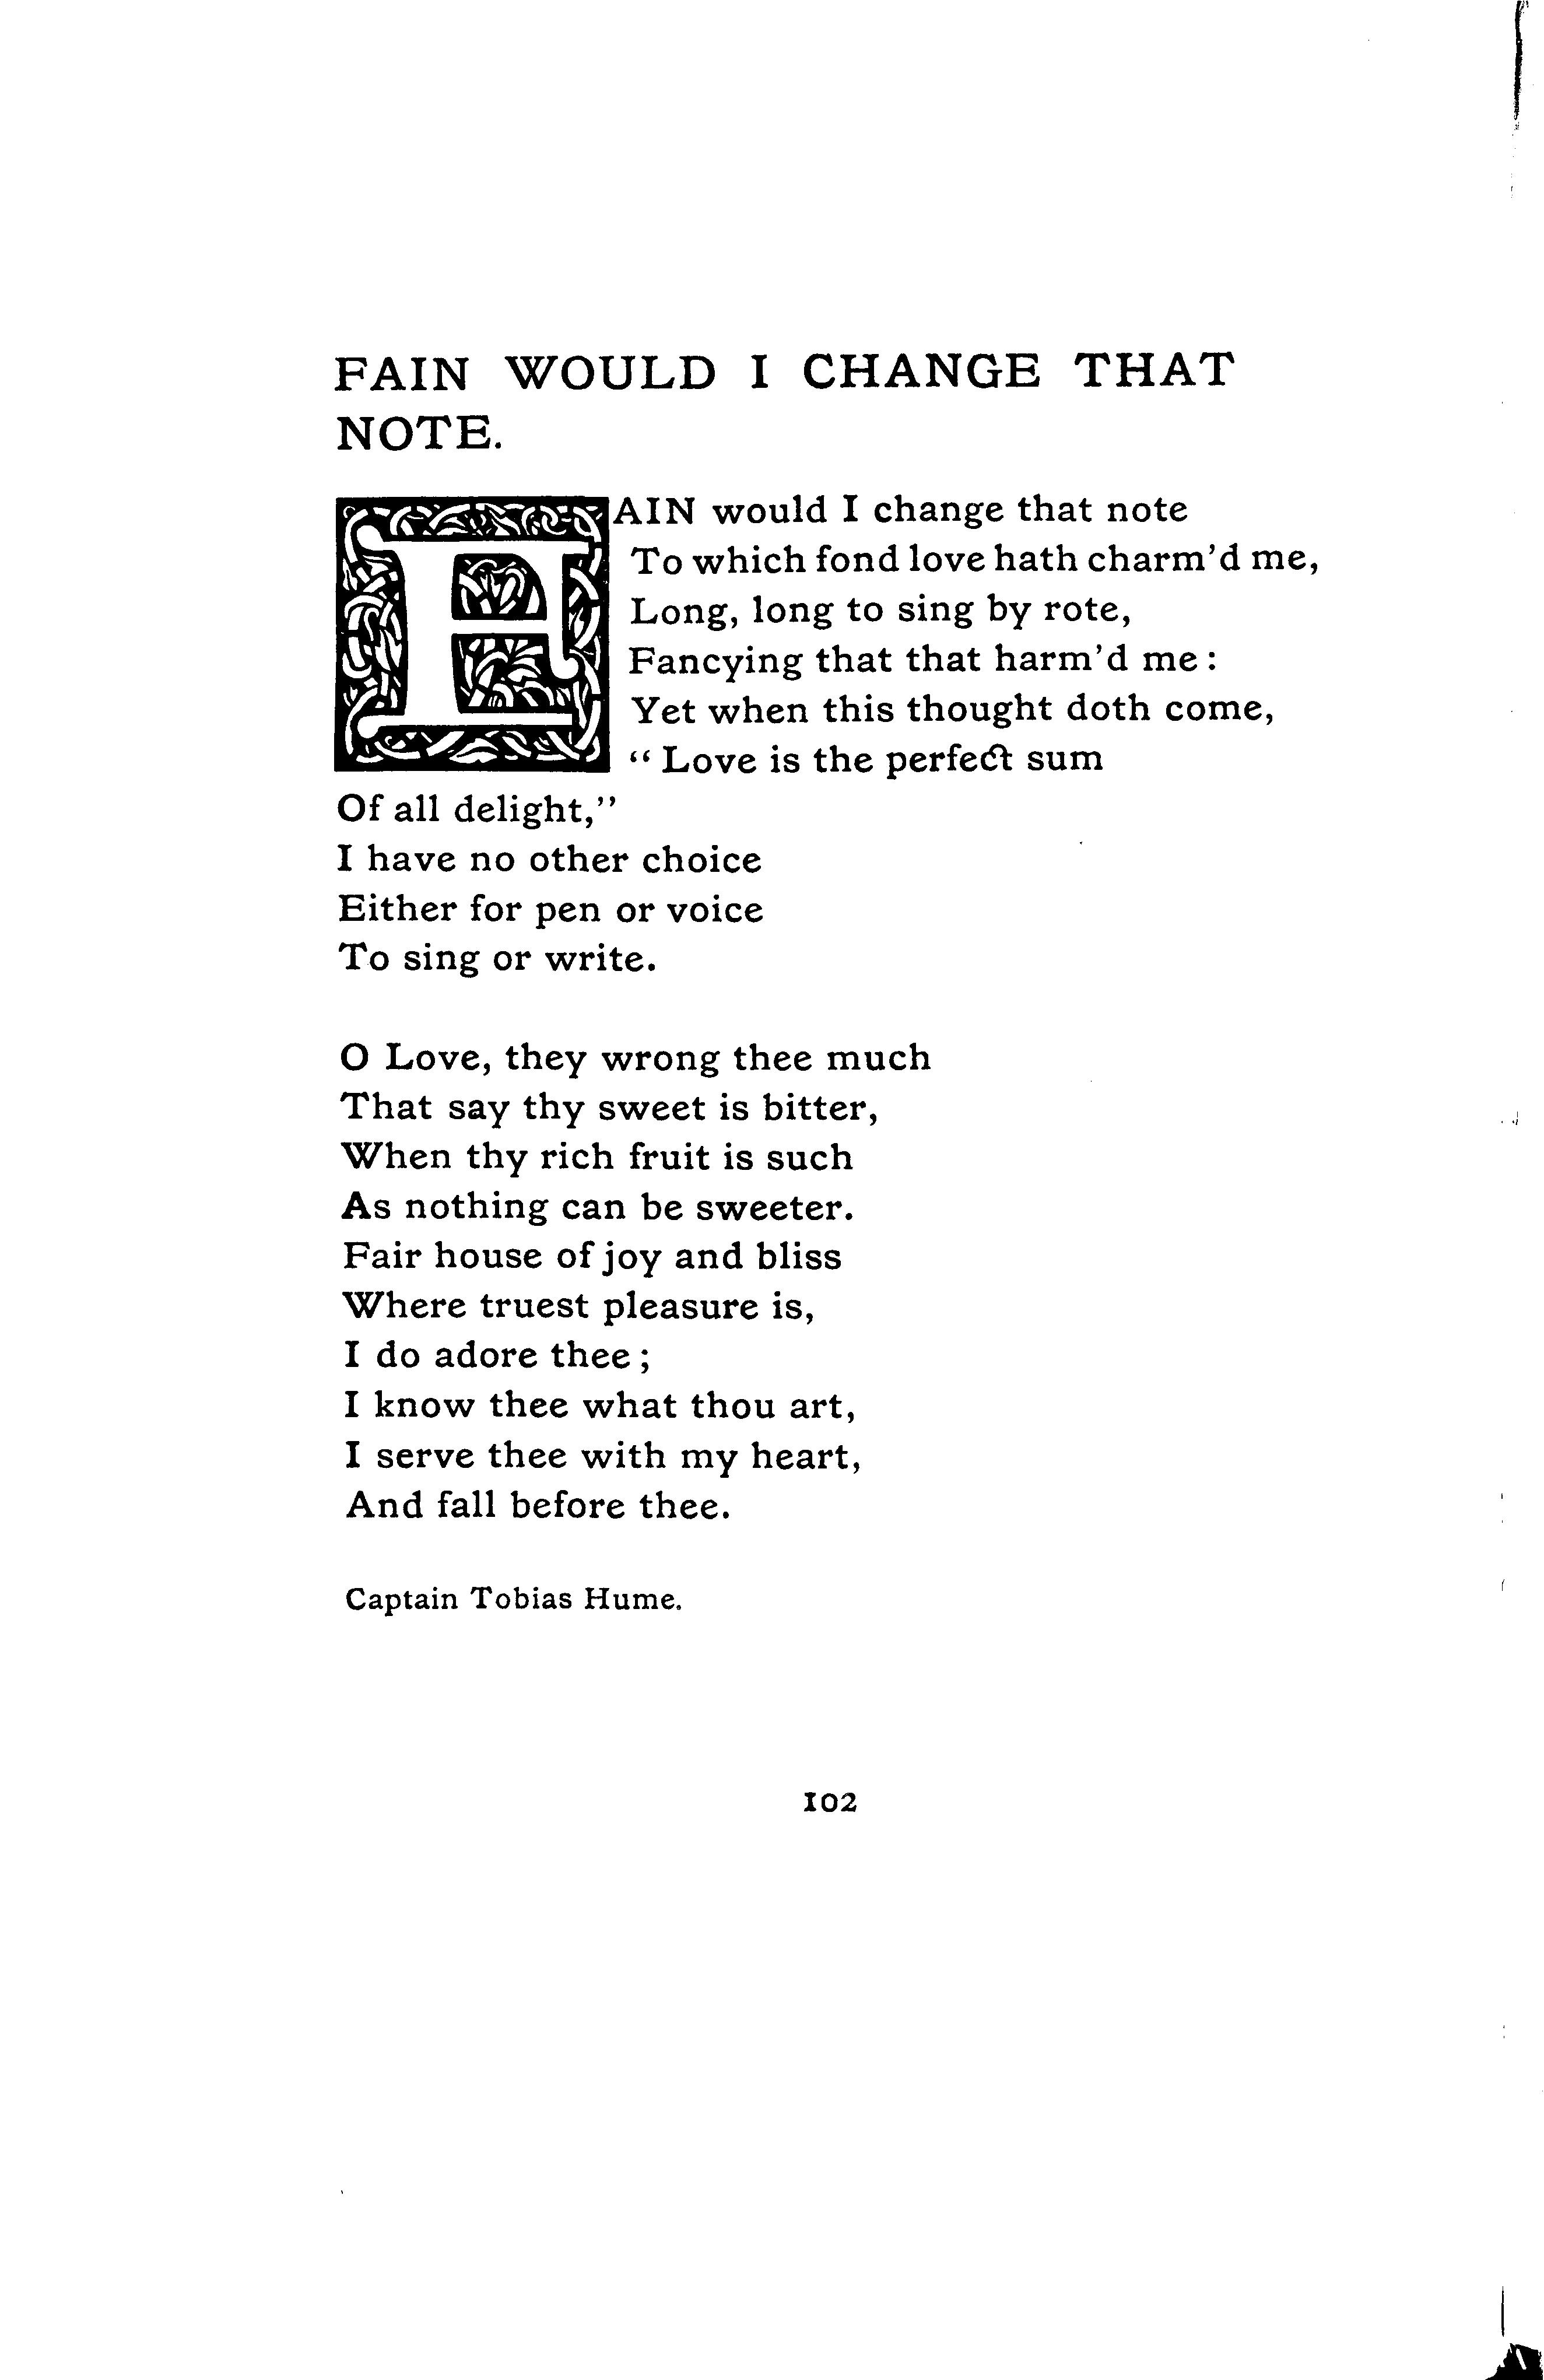 FAIN WOULD I CHANGE THAT
NOTE.
FAIN would I change that note
To which fond love hath charm'd me,
Long, long to sing by rote,
Fancying that that harm'd me :
Yet when this thought doth come,
“ Love is the perfect sum
Of all delight,”
I have no other choice
Either for pen or voice
To sing or write.

O Love, they wrong thee much
That say thy sweet is bitter,
When thy rich fruit is such
As nothing can be sweeter.
Fair house of joy and bliss
Where truest pleasure is,
I do adore thee ;
I know thee what thou art,
I serve thee with my heart,
And fall before thee.

Captain Tobias Hume.

102